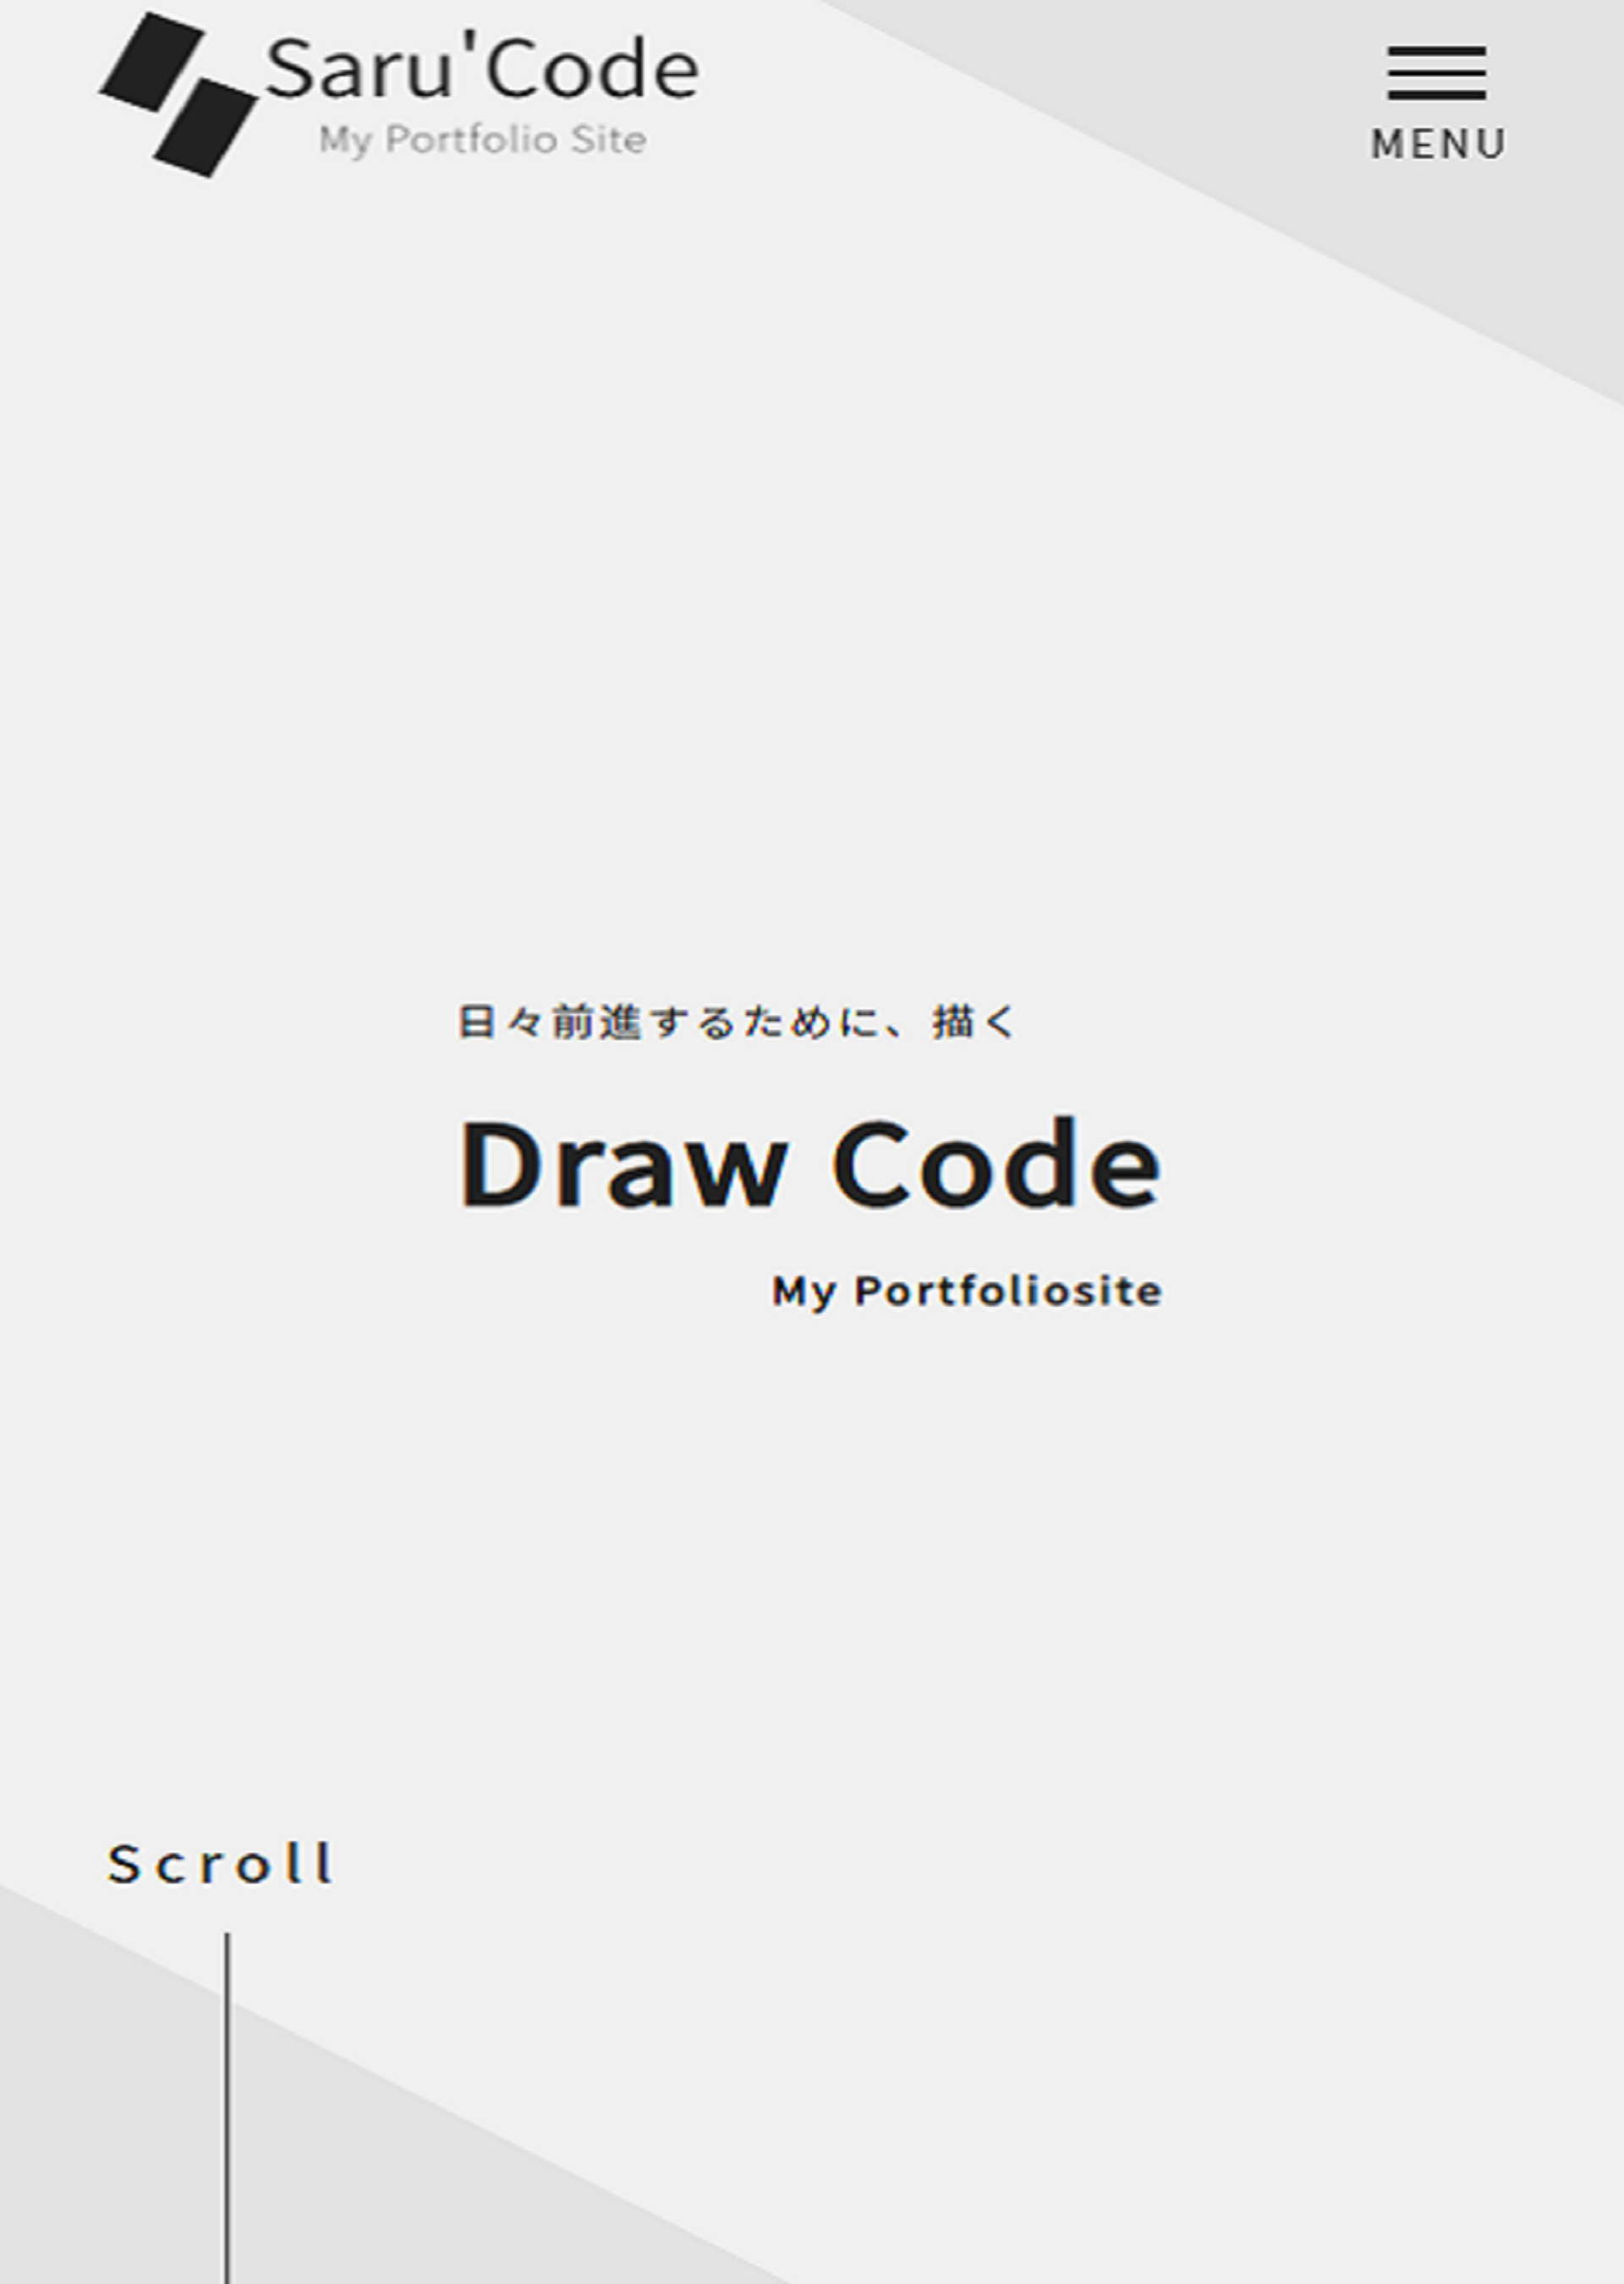 Saru'Code
My Portfolio Site
MENU
日々前進するために、描く
Draw Code
My Portfoliosite
Scroll